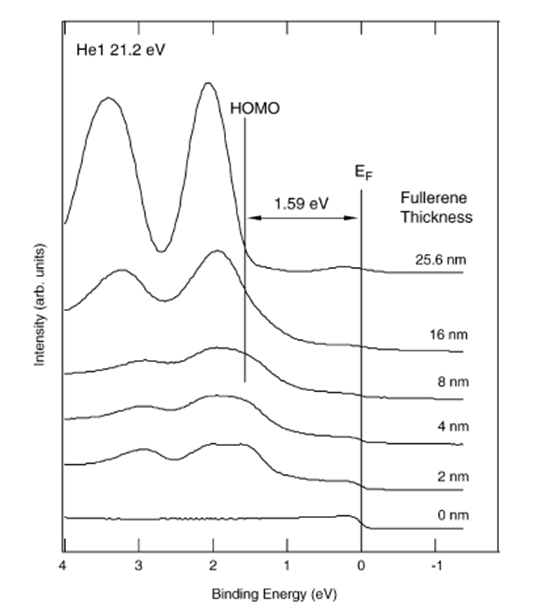 He1 21.2 eV
HOMO
E_F
1.59 eV
Fullerene
Thickness
25.6 nm
16 nm
8 nm
4 nm
2 nm
0 nm
Intensity (arb. units)
4 3 2 1 0 -1
Binding Energy (eV)